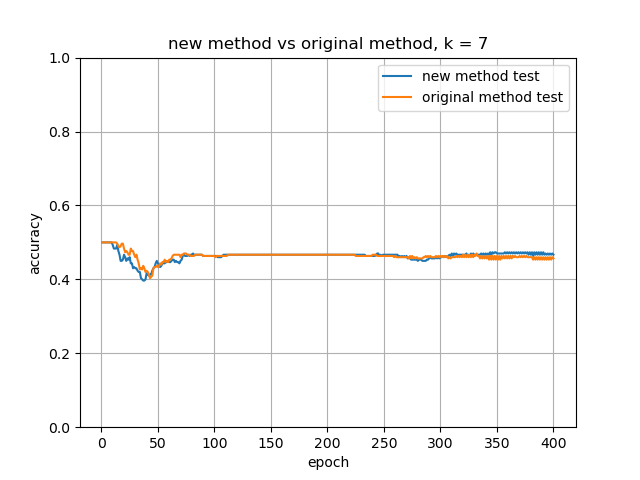 new method vs original method, k = 7
new method test
original method test
accuracy
1.0
0.8
0.6
0.4
0.2
0.0
0 50 100 150 200 250 300 350 400
epoch